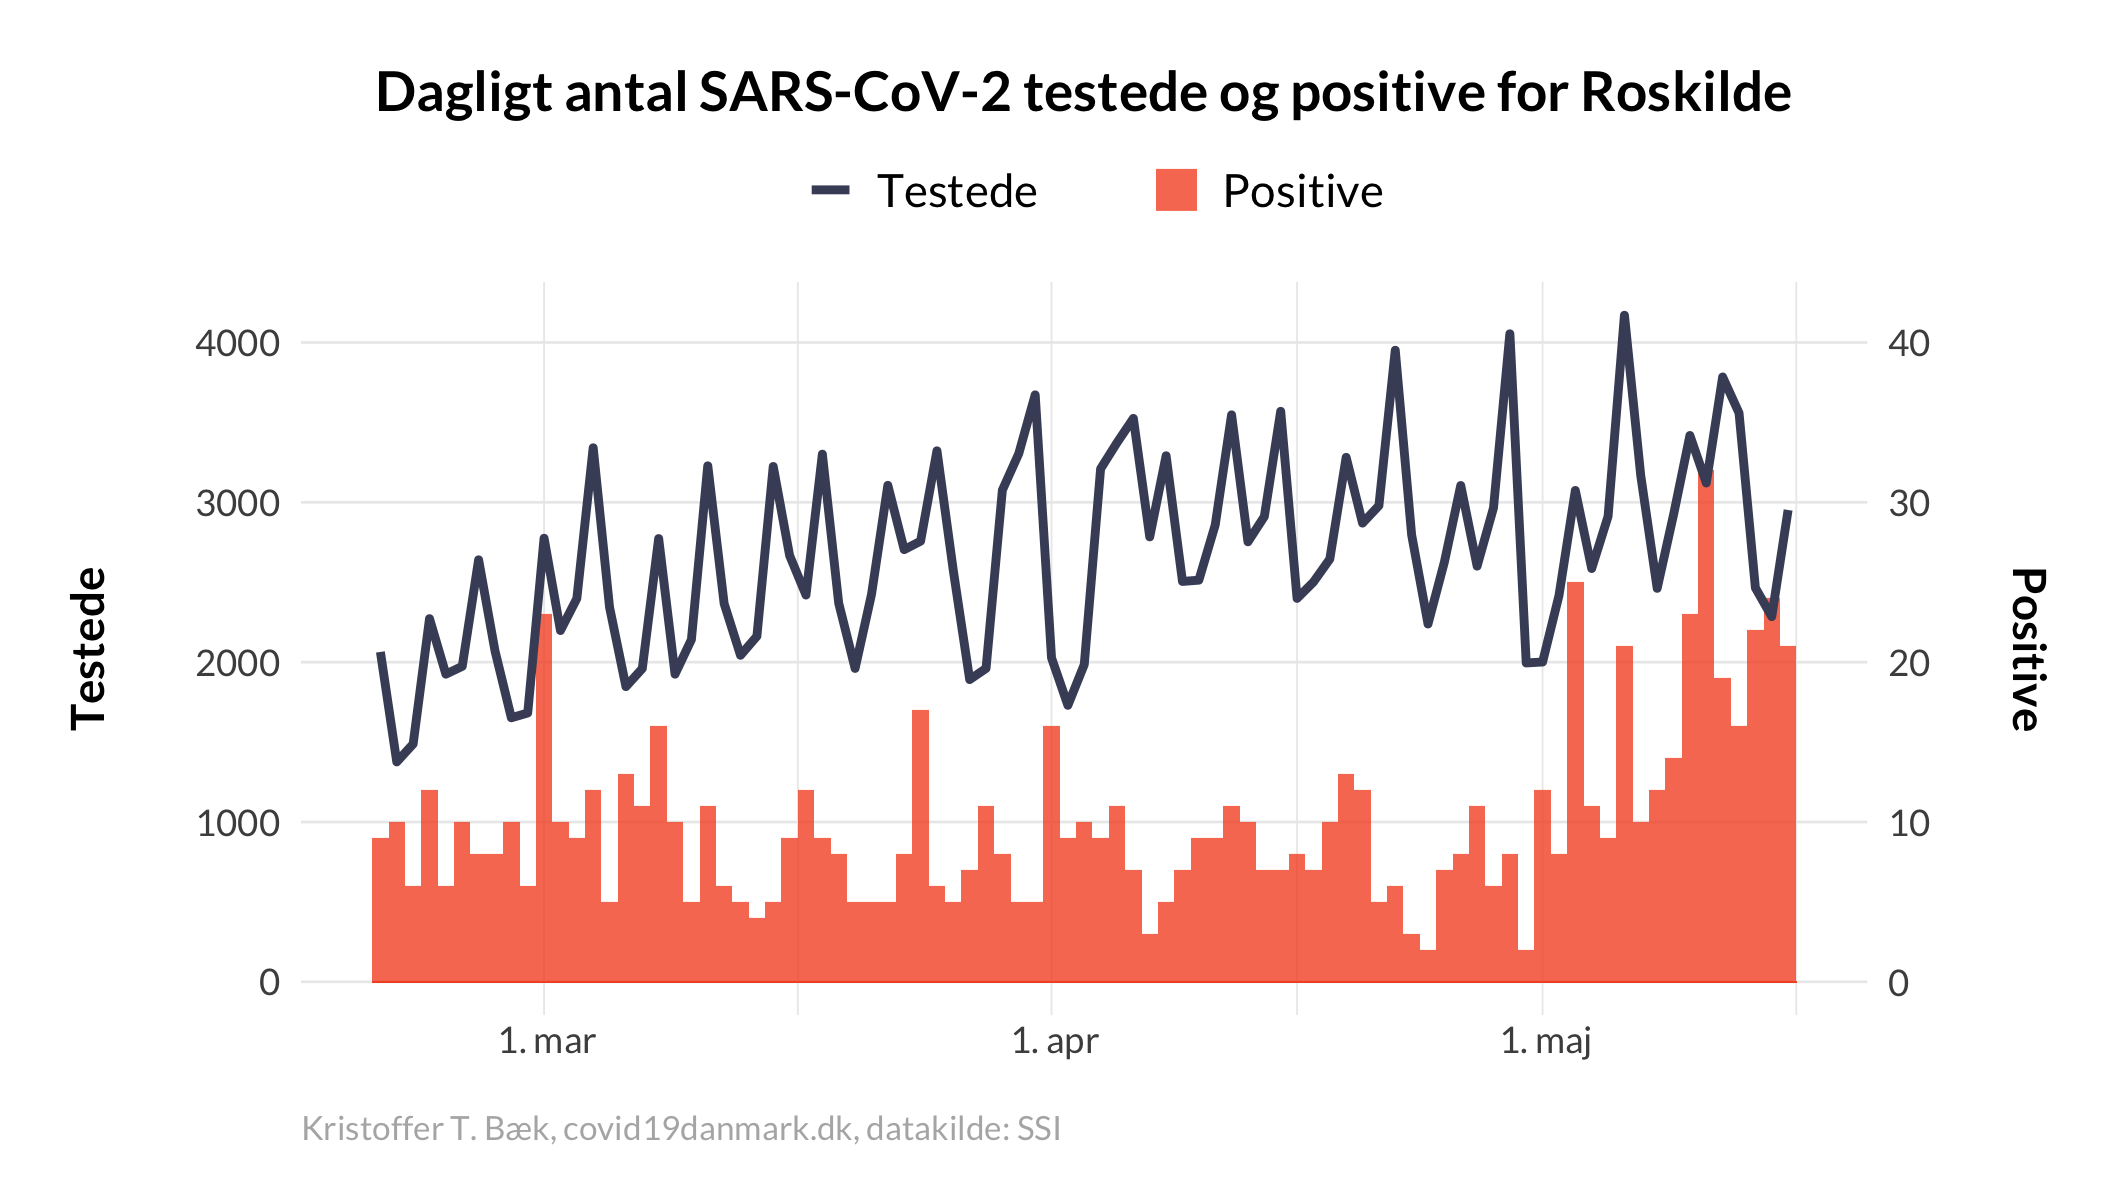 Dagligt antal SARS-CoV-2 testede og positive for Roskilde
Testede
Positive
4000
3000
2000
1000
0
40
30
20
10
0
Testede
Positive
1. mar
1. apr
1. maj
Kristoffer T. Bæk, covid19danmark.dk, datakilde: SSI